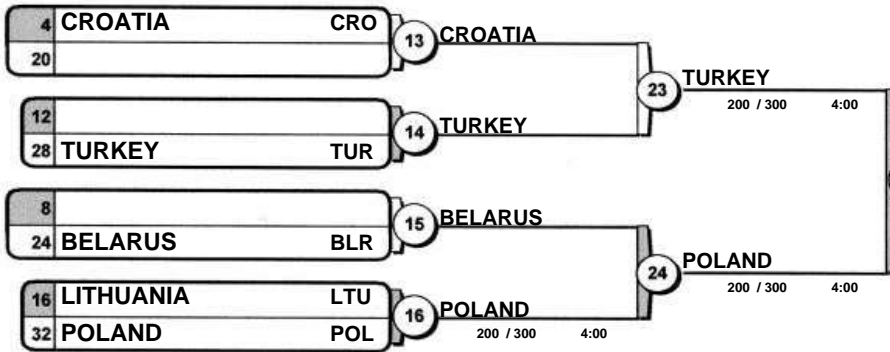 4 CROATIA CRO
20
13 CROATIA
12
28 TURKEY TUR
14 TURKEY
23 TURKEY
200 / 300 4:00
8
24 BELARUS BLR
15 BELARUS
16 LITHUANIA LTU
32 POLAND POL
16 POLAND
200 / 300 4:00
24 POLAND
200 / 300 4:00